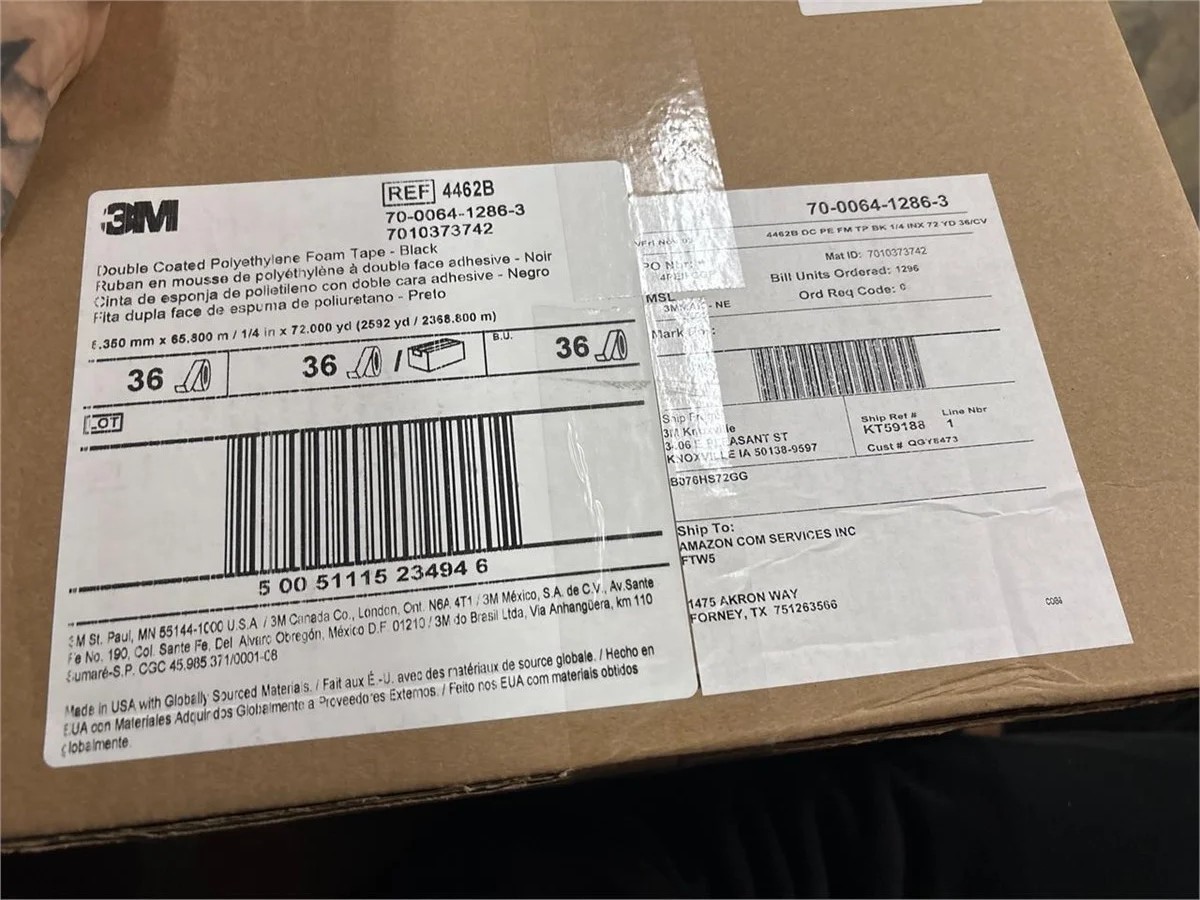 3M
REF 4462B
70-0064-1286-3
7010373742
Double Coated Polyethylene Foam Tape - Black
Ruban en mousse de polyéthylène à double face adhesive - Noir
Cinta de esponja de polietileno con doble cara adhesive - Negro
Fita dupla face de espuma de poliuretano - Preto
6.350 mm x 65.800 m / 1/4 in x 72.000 yd (2592 yd / 2368.800 m)
36
36 /
B.U.
36
LOT
5 00 51115 23494 6
3M St. Paul, MN 55144-1000 U.S.A / 3M Canada Co., London, Ont. N6A 4T1 / 3M México, S.A. de C.V., Av.Sante
Fe No. 190, Col. Sante Fe, Del Alvaro Obregón, México D.F. 01210 / 3M do Brasil Ltda, Via Anhangüera, km 110
Sumaré-S.P. CGC 45.985 371/0001-C8
Made in USA with Globally Sourced Materials. / Fait aux É -U. avec des matériaux de source globale. / Hecho en
EUA con Materiales Adquiridos Globalmente a Proveedores Externos. / Feito nos EUA com materiais obtidos
globalmente.
70-0064-1286-3
4462B DC PE FM TP BK 1/4 INX 72 YD 36/CV
Mat ID: 7010373742
PO Nbr:
Bill Units Ordered: 1296
Ord Req Code: 0
MSL
- NE
Mark For:
Ship From:
3M Knoxville
PLEASANT ST
KNOXVILLE IA 50138-9597
Ship Ref #
KT59188
Line Nbr
1
Cust # QGY8473
B076HS72GG
Ship To:
AMAZON COM SERVICES INC
FTW5
1475 AKRON WAY
FORNEY, TX 751263566